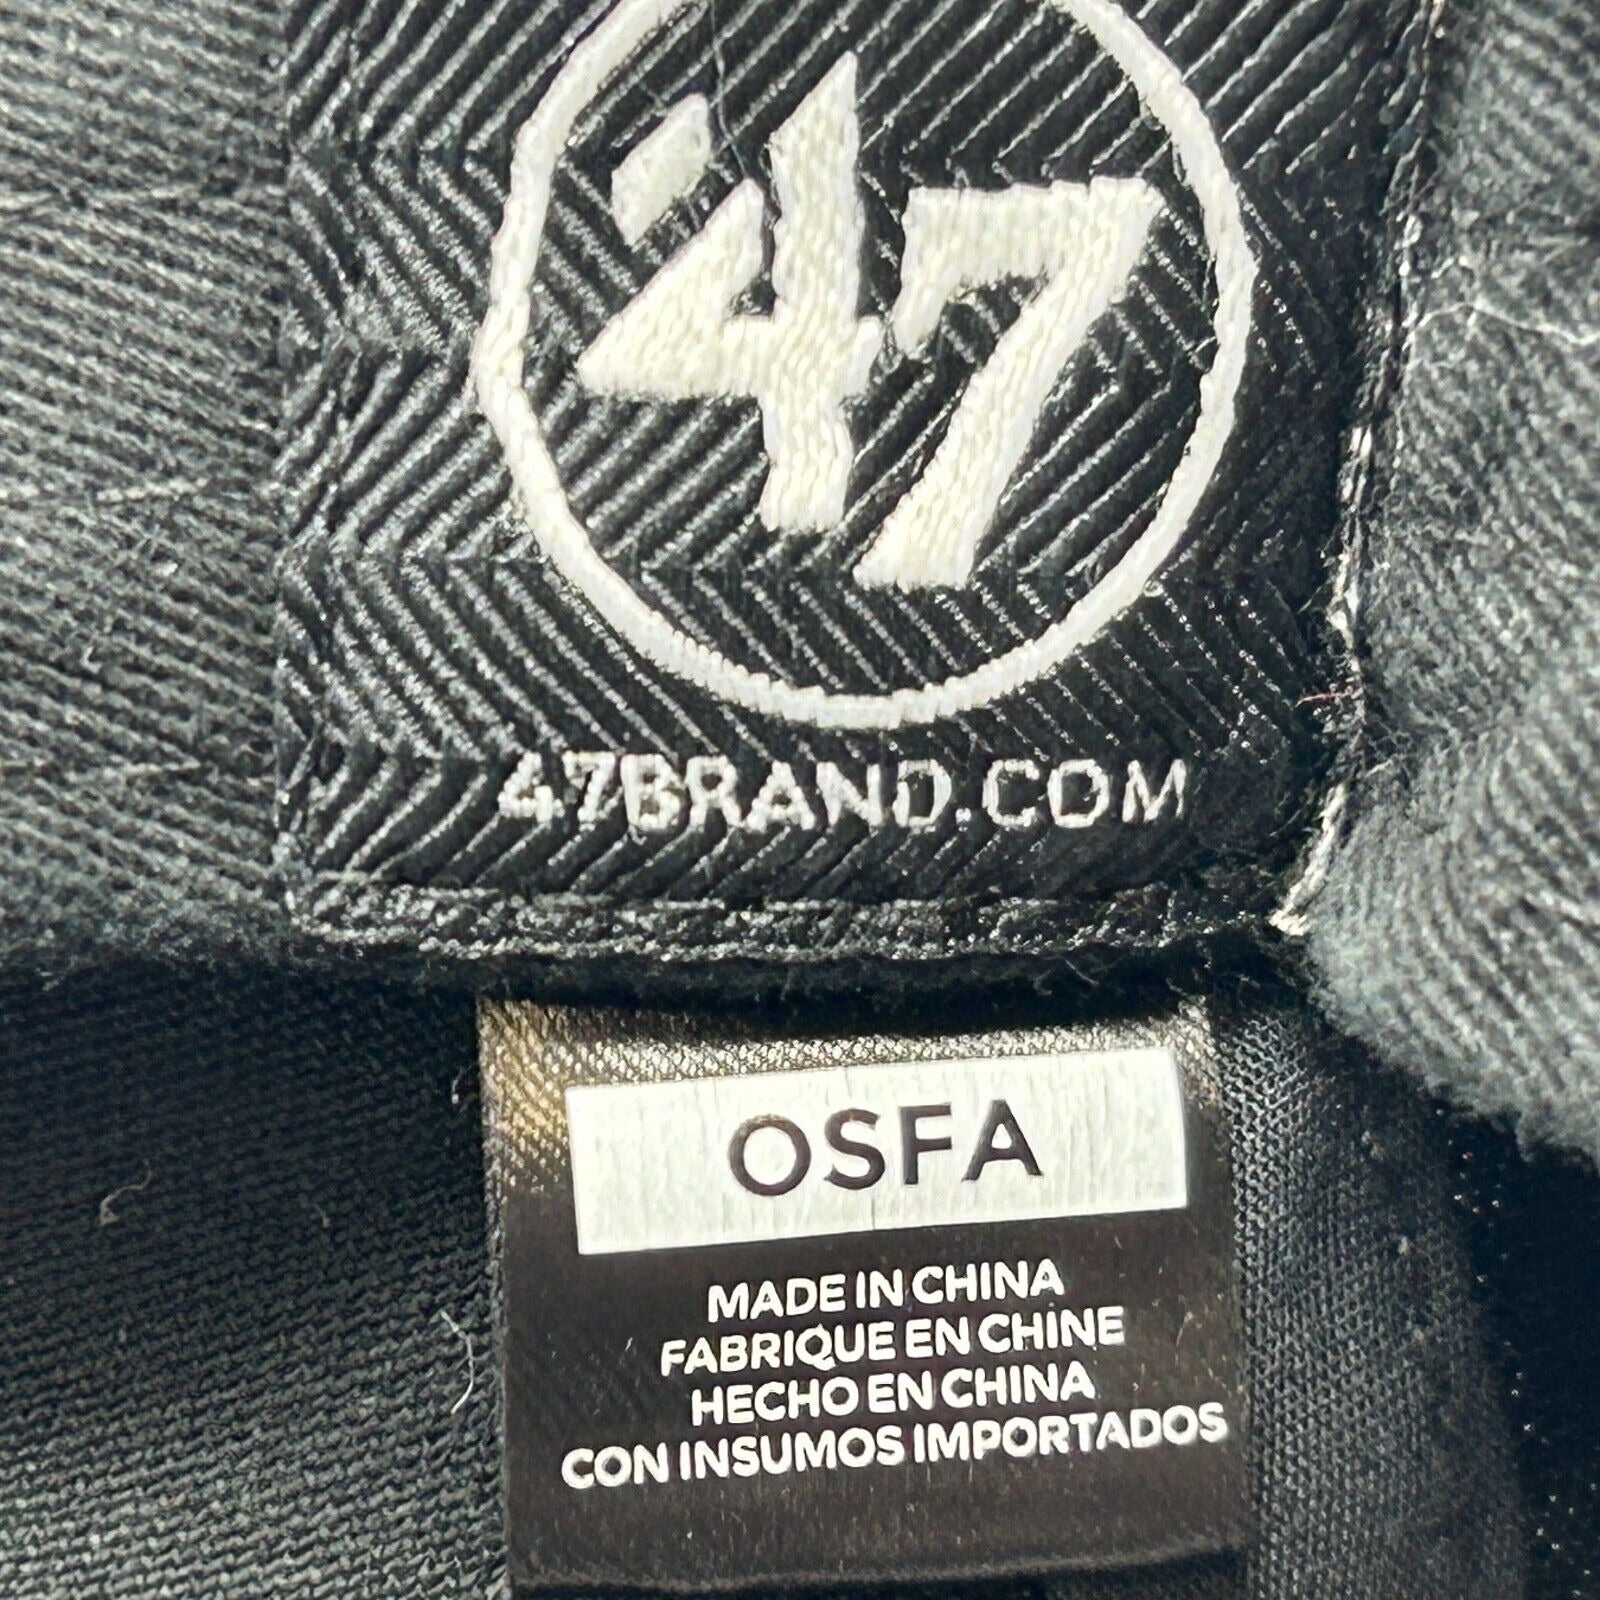 '47
47BRAND.COM
OSFA
MADE IN CHINA
FABRIQUE EN CHINE
HECHO EN CHINA
CON INSUMOS IMPORTADOS